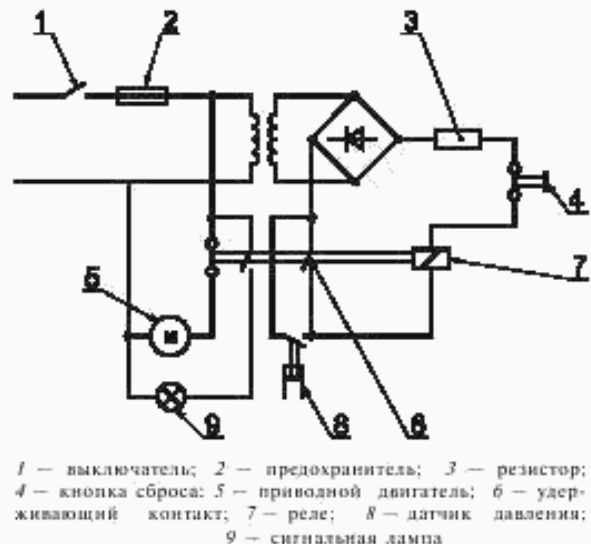 1 2 3
4
5 7
м
9 8 6
1 — выключатель; 2 — предохранитель; 3 — резистор;
4 — кнопка сброса: 5 — приводной двигатель; 6 — удер-
живающий контакт; 7 — реле; 8 — датчик давления;
9 — сигнальная лампа